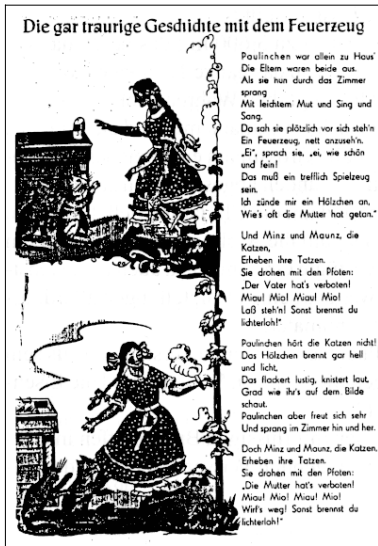 Die gar traurige Geschichte mit dem Feuerzeug
Paulinchen war allein zu Haus'
Die Eltern waren beide aus.
Als sie nun durch das Zimmer
sprang
Mit leichtem Mut und Sing und
Sang.
Da sah sie plötzlich vor sich steh'n
Ein Feuerzeug, nett anzuseh'n.
„Ei", sprach sie, „ei, wie schön
und fein!
Das muß ein trefflich Spielzeug
sein.
Ich zünde mir ein Hölzchen an,
Wie's oft die Mutter hat getan."
Und Minz und Maunz, die
Katzen,
Erheben ihre Tatzen.
Sie drohen mit den Pfoten:
„Der Vater hat's verboten!
Miau! Mio! Miau! Mio!
Laß steh'n! Sonst brennst du
lichterloh!"
Paulinchen hört die Katzen nicht!
Das Hölzchen brennt gar hell
und licht,
Das flackert lustig, knistert laut,
Grad wie ihr's auf dem Bilde
schaut.
Paulinchen aber freut sich sehr
Und sprang im Zimmer hin und her.
Doch Minz und Maunz, die Katzen,
Erheben ihre Tatzen.
Sie drohen mit den Pfoten:
„Die Mutter hat's verboten!
Miau! Mio! Miau! Mio!
Wirf's weg! Sonst brennst du
lichterloh!"